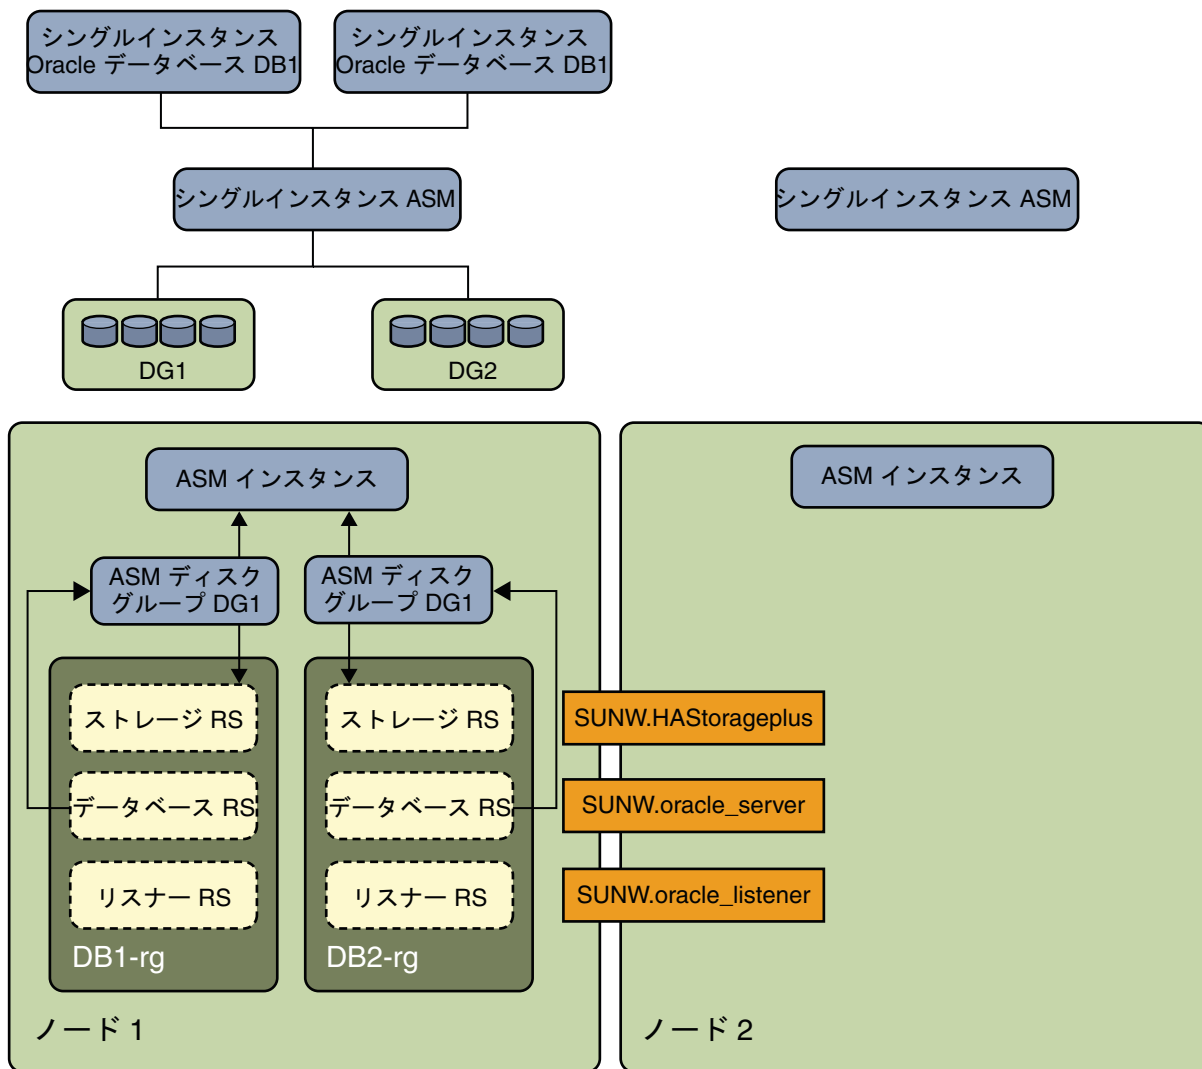 シングルインスタンス
Oracle データベース DB1
シングルインスタンス
Oracle データベース DB1
シングルインスタンス ASM
シングルインスタンス ASM
DG1
DG2
ASM インスタンス
ASM インスタンス
ASM ディスク
グループ DG1
ASM ディスク
グループ DG1
ストレージ RS
ストレージ RS
SUNW.HAStorageplus
データベース RS
データベース RS
SUNW.oracle_server
リスナー RS
リスナー RS
SUNW.oracle_listener
DB1-rg
DB2-rg
ノード 1
ノード 2